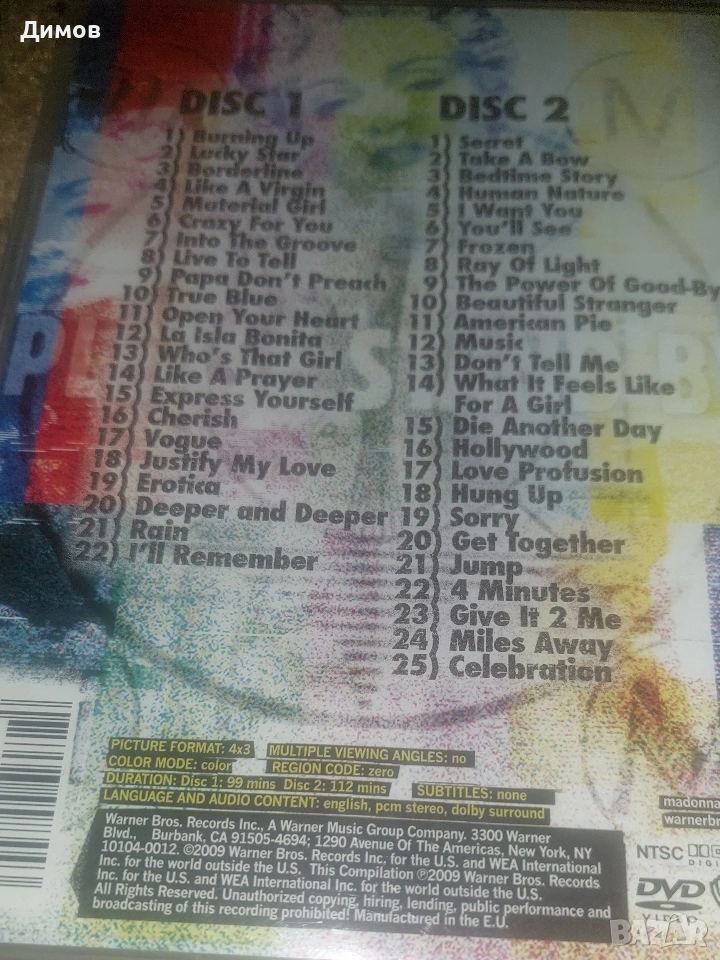 Димов
DISC 1
1) Burning Up
2) Lucky Star
3) Borderline
4) Like A Virgin
5) Material Girl
6) Crazy For You
7) Into The Groove
8) Live To Tell
9) Papa Don't Preach
10) True Blue
11) Open Your Heart
12) La Isla Bonita
13) Who's That Girl
14) Like A Prayer
15) Express Yourself
16) Cherish
17) Vogue
18) Justify My Love
19) Erotica
20) Deeper and Deeper
21) Rain
22) I'll Remember
DISC 2
1) Secret
2) Take A Bow
3) Bedtime Story
4) Human Nature
5) I Want You
6) You'll See
7) Frozen
8) Ray Of Light
9) The Power Of Good-By
10) Beautiful Stranger
11) American Pie
12) Music
13) Don't Tell Me
14) What It Feels Like
For A Girl
15) Die Another Day
16) Hollywood
17) Love Profusion
18) Hung Up
19) Sorry
20) Get Together
21) Jump
22) 4 Minutes
23) Give It 2 Me
24) Miles Away
25) Celebration
M
PICTURE FORMAT: 4x3 MULTIPLE VIEWING ANGLES: no
COLOR MODE: color REGION CODE: zero
DURATION: Disc 1: 99 mins Disc 2: 112 mins SUBTITLES: none
LANGUAGE AND AUDIO CONTENT: english, pcm stereo, dolby surround
Warner Bros. Records Inc., A Warner Music Group Company. 3300 Warner
Blvd., Burbank, CA 91505-4694; 1290 Avenue Of The Americas, New York, NY
10104-0012. ©2009 Warner Bros. Records Inc, for the U.S. and WEA International
Inc. for the world outside the U.S. This Compilation ℗2009 Warner Bros. Records
Inc. for the U.S. and WEA International Inc. for the world outside the U.S.
All Rights Reserved. Unauthorized copying, hiring, lending, public performance and
broadcasting of this recording prohibited! Manufactured in the E.U.
madonna
warnerbr
NTSC
DIGI
DVD
VIDEO
BAZAR